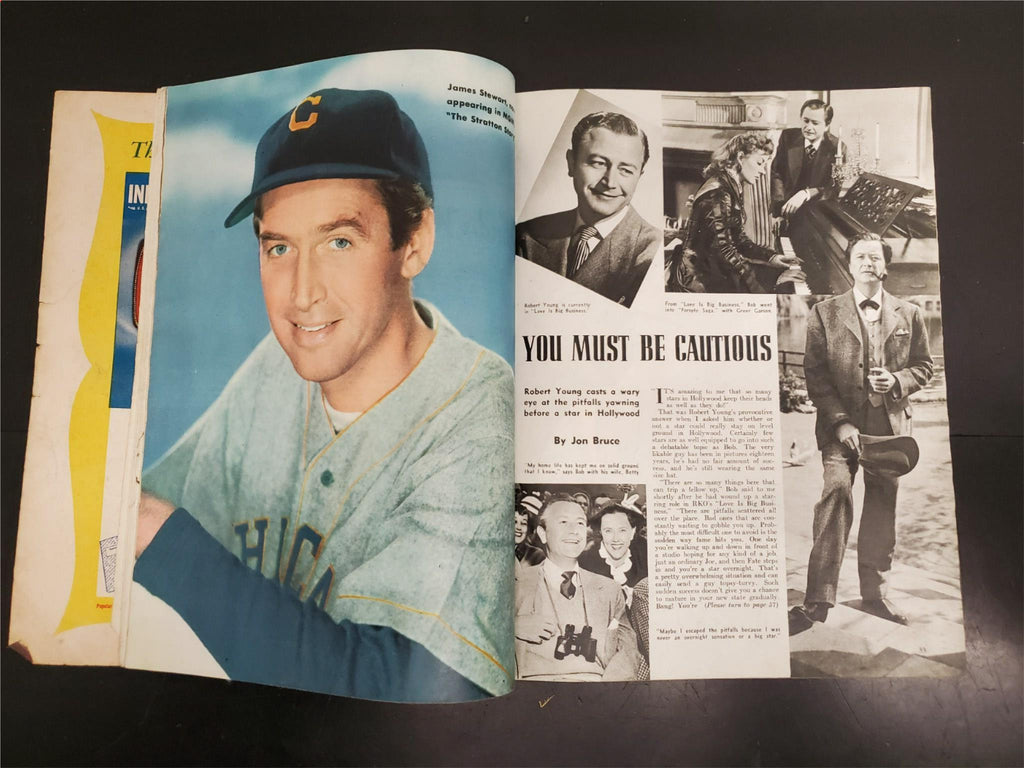 Th
IN
Popular
C
HICA
James Stewart,
appearing in
"The Stratton
Robert Young is currently
in "Love Is Big Business."
From "Love Is Big Business," Bob went
into "Forsyte Saga," with Greer Garson.
YOU MUST BE CAUTIOUS
Robert Young casts a wary
eye at the pitfalls yawning
before a star in Hollywood
By Jon Bruce
"My home life has kept me on solid ground
that I know," says Bob with his wife, Betty
"IT'S amazing to me that so many
stars in Hollywood keep their heads
as well as they do!"
That was Robert Young's provocative
answer when I asked him whether or
not a star could really stay on level
ground in Hollywood. Certainly few
stars are as well equipped to go into such
a debatable topic as Bob. The very
likable guy has been in pictures eighteen
years, he's had no fair amount of suc-
cess, and he's still wearing the same
size hat.
"There are so many things here that
can trip a fellow up," Bob said to me
shortly after he had wound up a star-
ring role in RKO's "Love Is Big Busi-
ness." "There are pitfalls scattered all
over the place. Bad ones that are con-
stantly waiting to gobble you up. Prob-
ably the most difficult one to avoid is the
sudden way fame hits you. One day
you're walking up and down in front of
a studio hoping for any kind of a job,
just an ordinary Joe, and then Fate steps
in and you're a star overnight. That's
a pretty overwhelming situation and can
easily send a guy topsy-turvy. Such
sudden success doesn't give you a chance
to mature in your new state gradually.
Bang! You're (Please turn to page 57)
"Maybe I escaped the pitfalls because I was
never an overnight sensation or a big star."